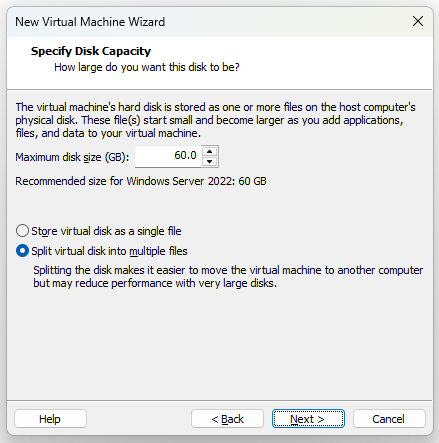 New Virtual Machine Wizard
Specify Disk Capacity
How large do you want this disk to be?
The virtual machine's hard disk is stored as one or more files on the host computer's
physical disk. These file(s) start small and become larger as you add applications,
files, and data to your virtual machine.
Maximum disk size (GB): 60.0
Recommended size for Windows Server 2022: 60 GB
Store virtual disk as a single file
Split virtual disk into multiple files
Splitting the disk makes it easier to move the virtual machine to another computer
but may reduce performance with very large disks.
Help < Back Next > Cancel